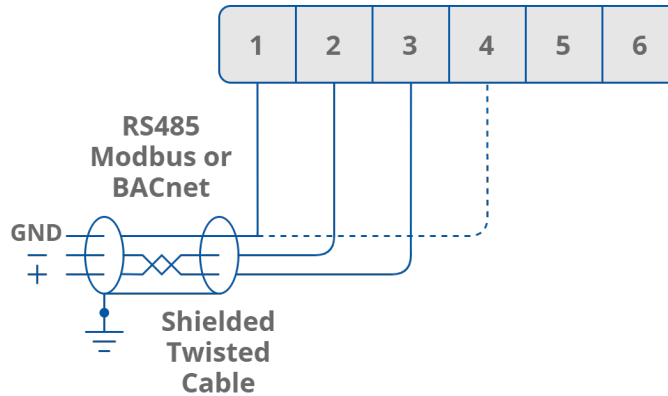 1 2 3 4 5 6
RS485
Modbus or
BACnet
GND
−
+
Shielded
Twisted
Cable